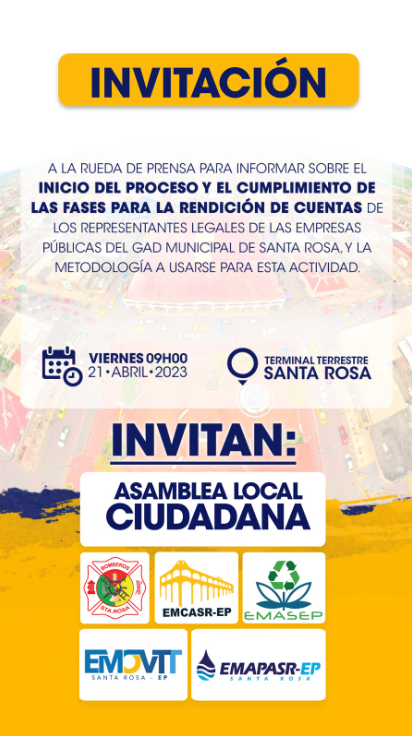 INVITACIÓN
A LA RUEDA DE PRENSA PARA INFORMAR SOBRE EL
INICIO DEL PROCESO Y EL CUMPLIMIENTO DE
LAS FASES PARA LA RENDICIÓN DE CUENTAS DE
LOS REPRESENTANTES LEGALES DE LAS EMPRESAS
PÚBLICAS DEL GAD MUNICIPAL DE SANTA ROSA, Y LA
METODOLOGÍA A USARSE PARA ESTA ACTIVIDAD.
VIERNES 09H00
21•ABRIL•2023
TERMINAL TERRESTRE
SANTA ROSA
INVITAN:
ASAMBLEA LOCAL
CIUDADANA
BOMBEROS
STA. ROSA
EMCASR-EP
EMASEP
EMOVTT
SANTA ROSA - EP
EMAPASR-EP
SANTA ROSA